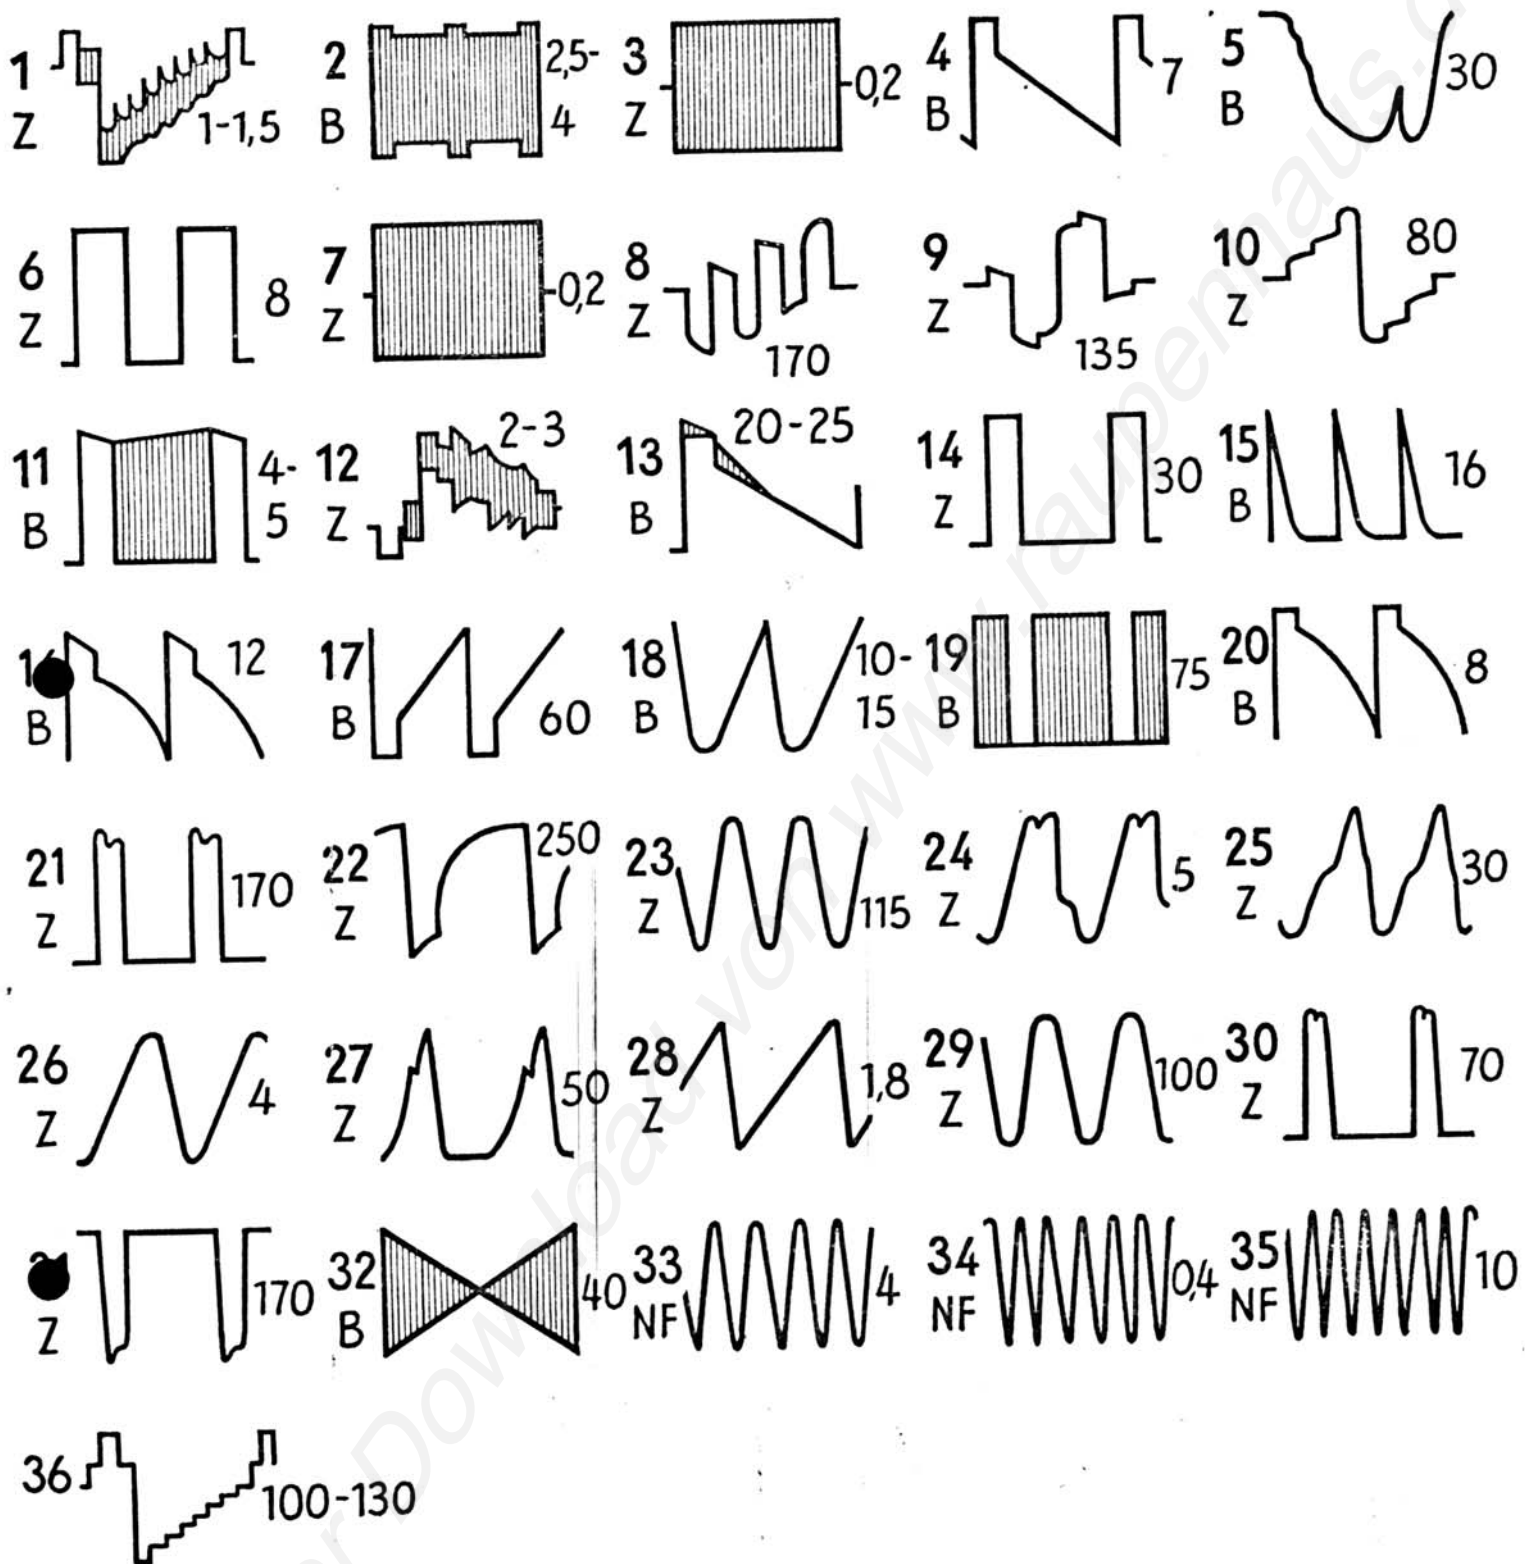 1 Z 1-1,5
2 B 2,5-4
3 Z 0,2
4 B 7
5 B 30
6 Z 8
7 Z 0,2
8 Z 170
9 Z 135
10 Z 80
11 B 4-5
12 Z 2-3
13 B 20-25
14 Z 30
15 B 16
B 12
17 B 60
18 B 10-15
19 B 75
20 B 8
21 Z 170
22 Z 250
23 Z 115
24 Z 5
25 Z 30
26 Z 4
27 Z 50
28 Z 1,8
29 Z 100
30 Z 70
Z 170
32 B 40
33 NF 4
34 NF 0,4
35 NF 10
36 100-130
Download von www.raupenhaus.d